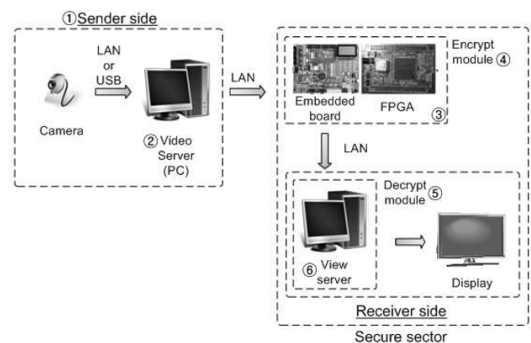 ①Sender side
LAN
or
USB
Camera
② Video
Server
(PC)
LAN
Encrypt
module ④
Embedded
board
FPGA
③
LAN
Decrypt
module ⑤
⑥ View
server
Display
Receiver side
Secure sector